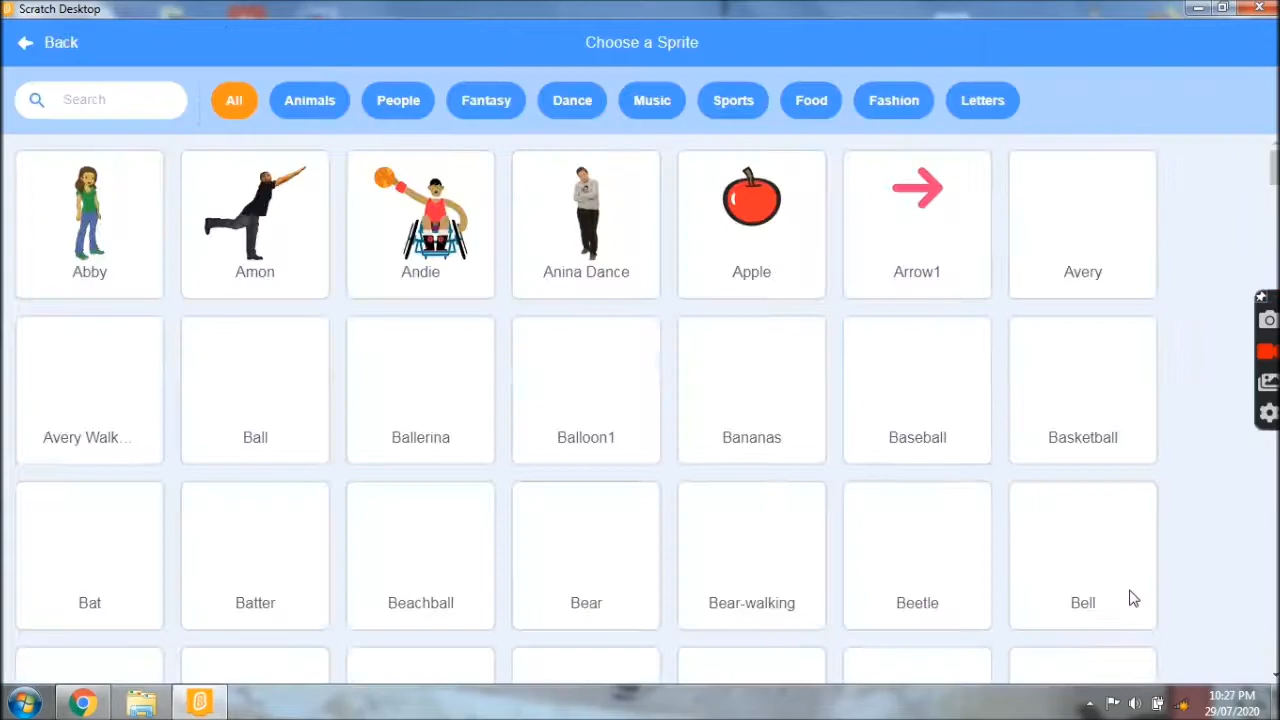 Scratch Desktop
Back
Choose a Sprite
Search
All
Animals
People
Fantasy
Dance
Music
Sports
Food
Fashion
Letters
Abby
Amon
Andie
Anina Dance
Apple
Arrow1
Avery
Avery Walk...
Ball
Ballerina
Balloon1
Bananas
Baseball
Basketball
Bat
Batter
Beachball
Bear
Bear-walking
Beetle
Bell
10:27 PM
29/07/2020